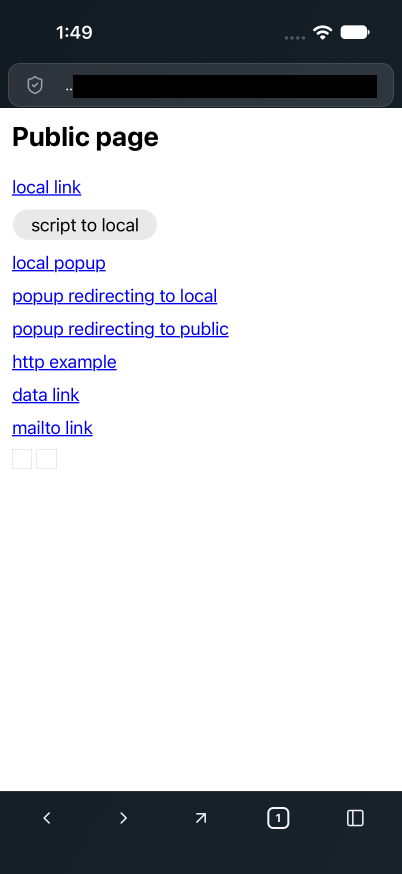 1:49
..
Public page
local link
script to local
local popup
popup redirecting to local
popup redirecting to public
http example
data link
mailto link
1